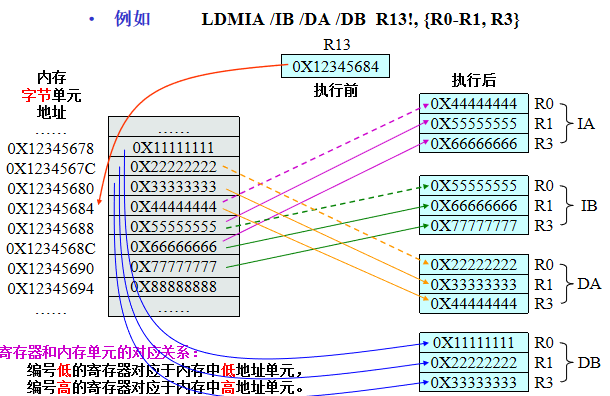 • 例如 LDMIA /IB /DA /DB R13!, {R0-R1, R3}
R13
0X12345684
执行前
内存
字节单元
地址
执行后
……
0X12345678
0X1234567C
0X12345680
0X12345684
0X12345688
0X1234568C
0X12345690
0X12345694
……
……
0X11111111
0X22222222
0X33333333
0X44444444
0X55555555
0X66666666
0X77777777
0X88888888
……
0X44444444 R0
0X55555555 R1
0X66666666 R3
IA
0X55555555 R0
0X66666666 R1
0X77777777 R3
IB
0X22222222 R0
0X33333333 R1
0X44444444 R3
DA
0X11111111 R0
0X22222222 R1
0X33333333 R3
DB
寄存器和内存单元的对应关系：
编号低的寄存器对应于内存中低地址单元，
编号高的寄存器对应于内存中高地址单元。